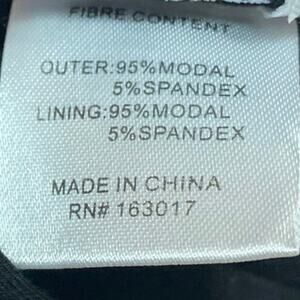 FIBRE CONTENT
OUTER:95%MODAL
5%SPANDEX
LINING:95%MODAL
5%SPANDEX
MADE IN CHINA
RN# 163017